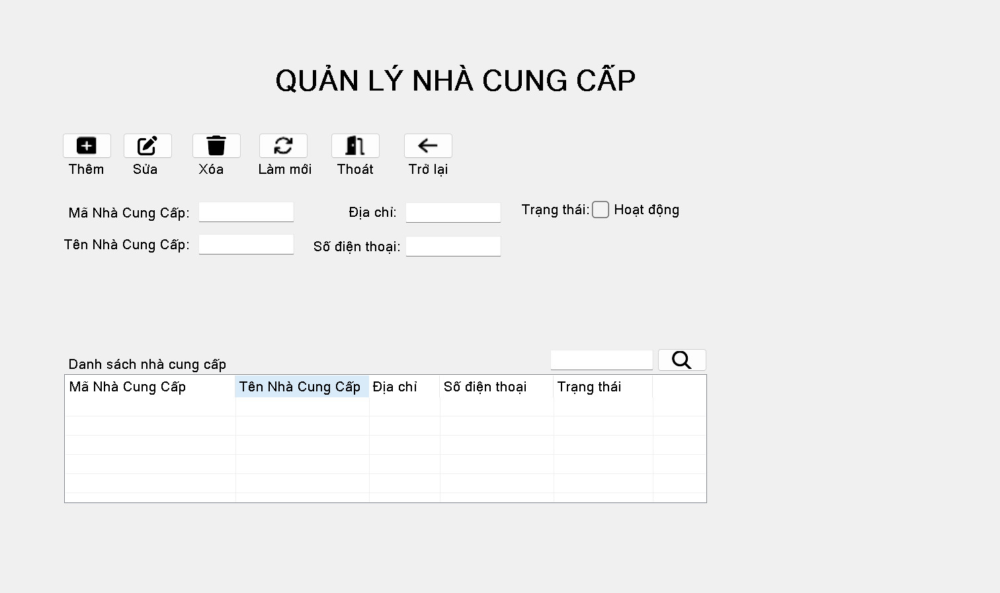 QUẢN LÝ NHÀ CUNG CẤP
Thêm Sửa Xóa Làm mới Thoát Trở lại
Mã Nhà Cung Cấp: Địa chỉ: Trạng thái: Hoạt động
Tên Nhà Cung Cấp: Số điện thoại:
Danh sách nhà cung cấp
Mã Nhà Cung Cấp Tên Nhà Cung Cấp Địa chỉ Số điện thoại Trạng thái